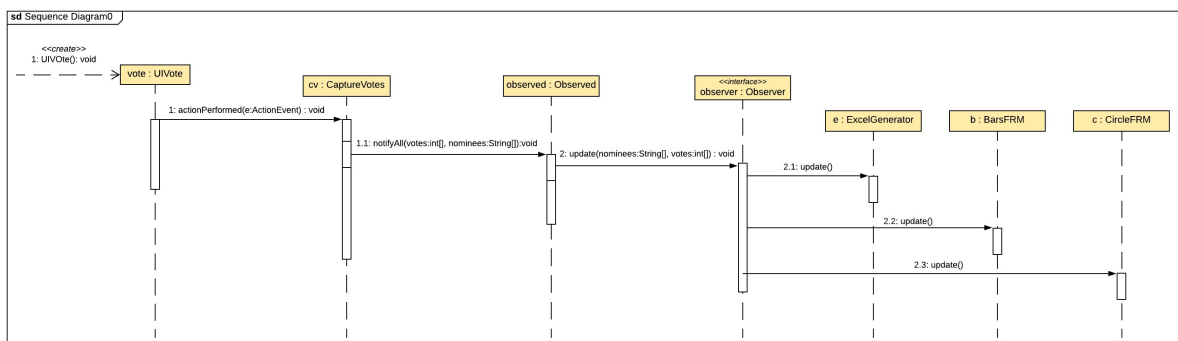 sd Sequence Diagram0
<<create>>
1: UIVOte(): void
vote : UIVote
cv : CaptureVotes
observed : Observed
<<interface>>
observer : Observer
e : ExcelGenerator
b : BarsFRM
c : CircleFRM
1: actionPerformed(e:ActionEvent) : void
1.1: notifyAll(votes:int[], nominees:String[]):void
2: update(nominees:String[], votes:int[]) : void
2.1: update()
2.2: update()
2.3: update()